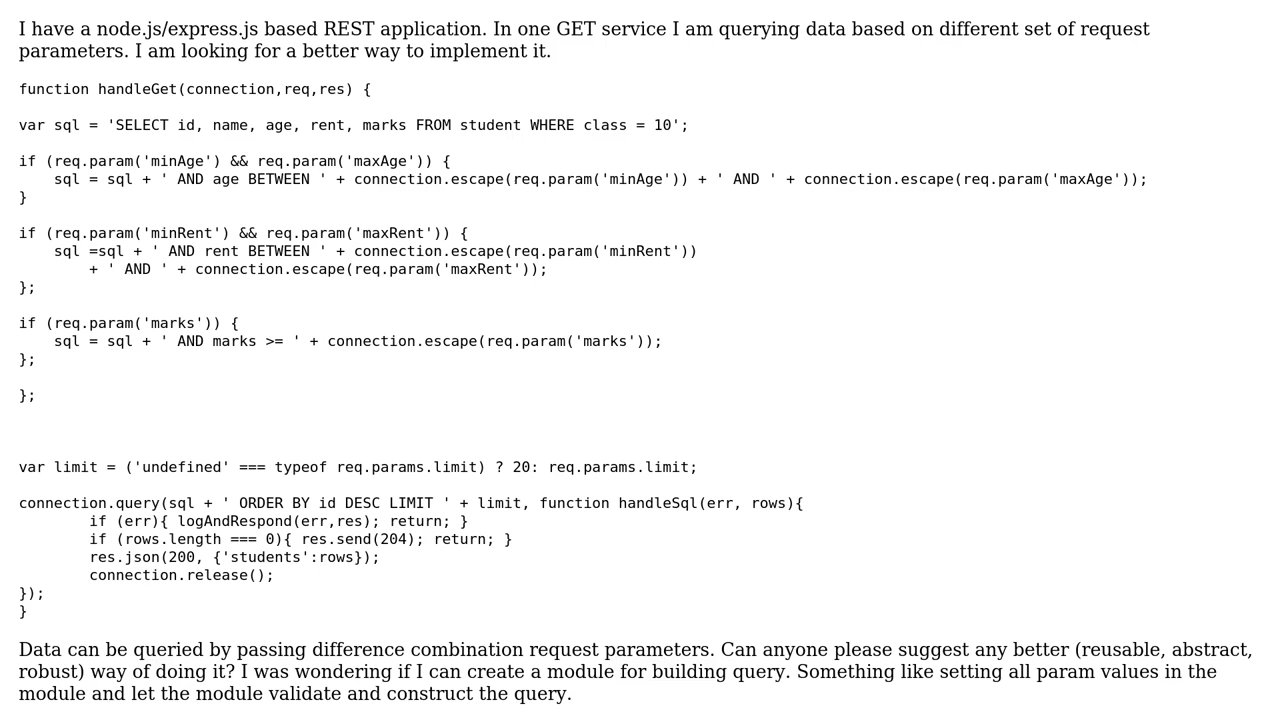 I have a node.js/express.js based REST application. In one GET service I am querying data based on different set of request
parameters. I am looking for a better way to implement it.
function handleGet(connection,req,res) {
var sql = 'SELECT id, name, age, rent, marks FROM student WHERE class = 10';
if (req.param('minAge') && req.param('maxAge')) {
    sql = sql + ' AND age BETWEEN ' + connection.escape(req.param('minAge')) + ' AND ' + connection.escape(req.param('maxAge'));
}
if (req.param('minRent') && req.param('maxRent')) {
    sql =sql + ' AND rent BETWEEN ' + connection.escape(req.param('minRent'))
        + ' AND ' + connection.escape(req.param('maxRent'));
};
if (req.param('marks')) {
    sql = sql + ' AND marks >= ' + connection.escape(req.param('marks'));
};
};
var limit = ('undefined' === typeof req.params.limit) ? 20: req.params.limit;
connection.query(sql + ' ORDER BY id DESC LIMIT ' + limit, function handleSql(err, rows){
        if (err){ logAndRespond(err,res); return; }
        if (rows.length === 0){ res.send(204); return; }
        res.json(200, {'students':rows});
        connection.release();
});
}
Data can be queried by passing difference combination request parameters. Can anyone please suggest any better (reusable, abstract,
robust) way of doing it? I was wondering if I can create a module for building query. Something like setting all param values in the
module and let the module validate and construct the query.